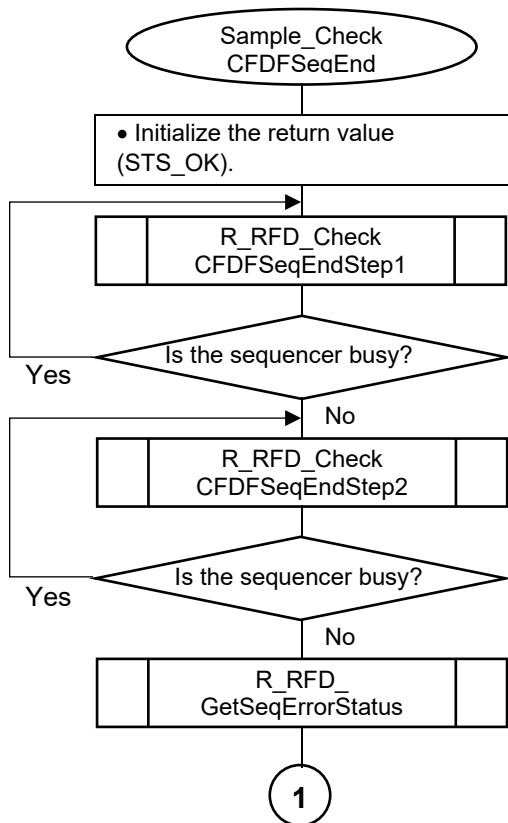 Sample_Check
CFDFSeqEnd
• Initialize the return value
(STS_OK).
R_RFD_Check
CFDFSeqEndStep1
Is the sequencer busy?
Yes
No
R_RFD_Check
CFDFSeqEndStep2
Is the sequencer busy?
Yes
No
R_RFD_
GetSeqErrorStatus
1